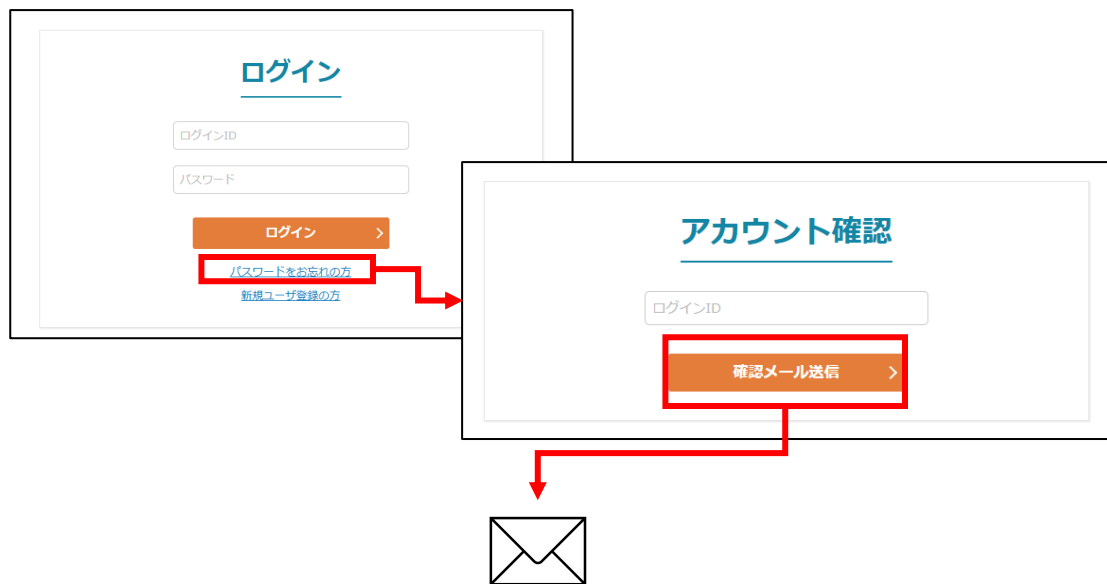 ログイン
ログインID
パスワード
ログイン
パスワードをお忘れの方
新規ユーザ登録の方
アカウント確認
ログインID
確認メール送信